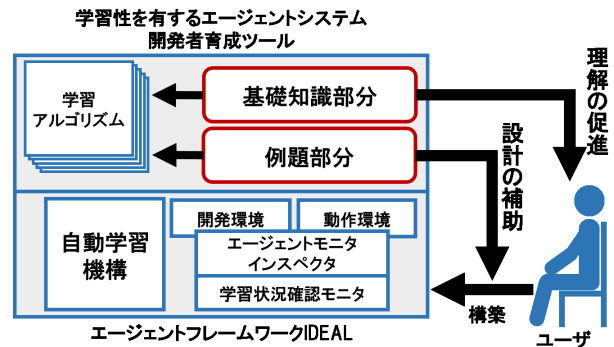 学習性を有するエージェントシステム
開発者育成ツール
学習
アルゴリズム
基礎知識部分
例題部分
理解の促進
設計の補助
自動学習
機構
開発環境
動作環境
エージェントモニタ
インスペクタ
学習状況確認モニタ
構築
ユーザ
エージェントフレームワークIDEAL